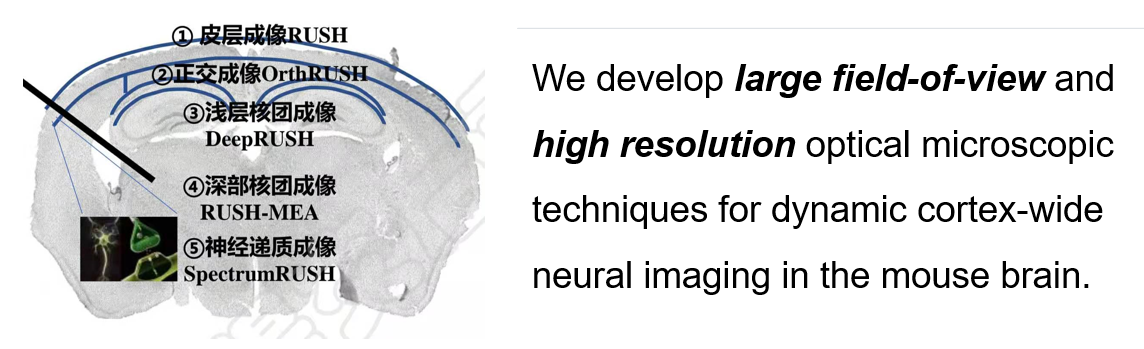 ① 皮层成像RUSH
②正交成像OrthRUSH
③浅层核团成像
DeepRUSH
④深部核团成像
RUSH-MEA
⑤神经递质成像
SpectrumRUSH
We develop large field-of-view and
high resolution optical microscopic
techniques for dynamic cortex-wide
neural imaging in the mouse brain.